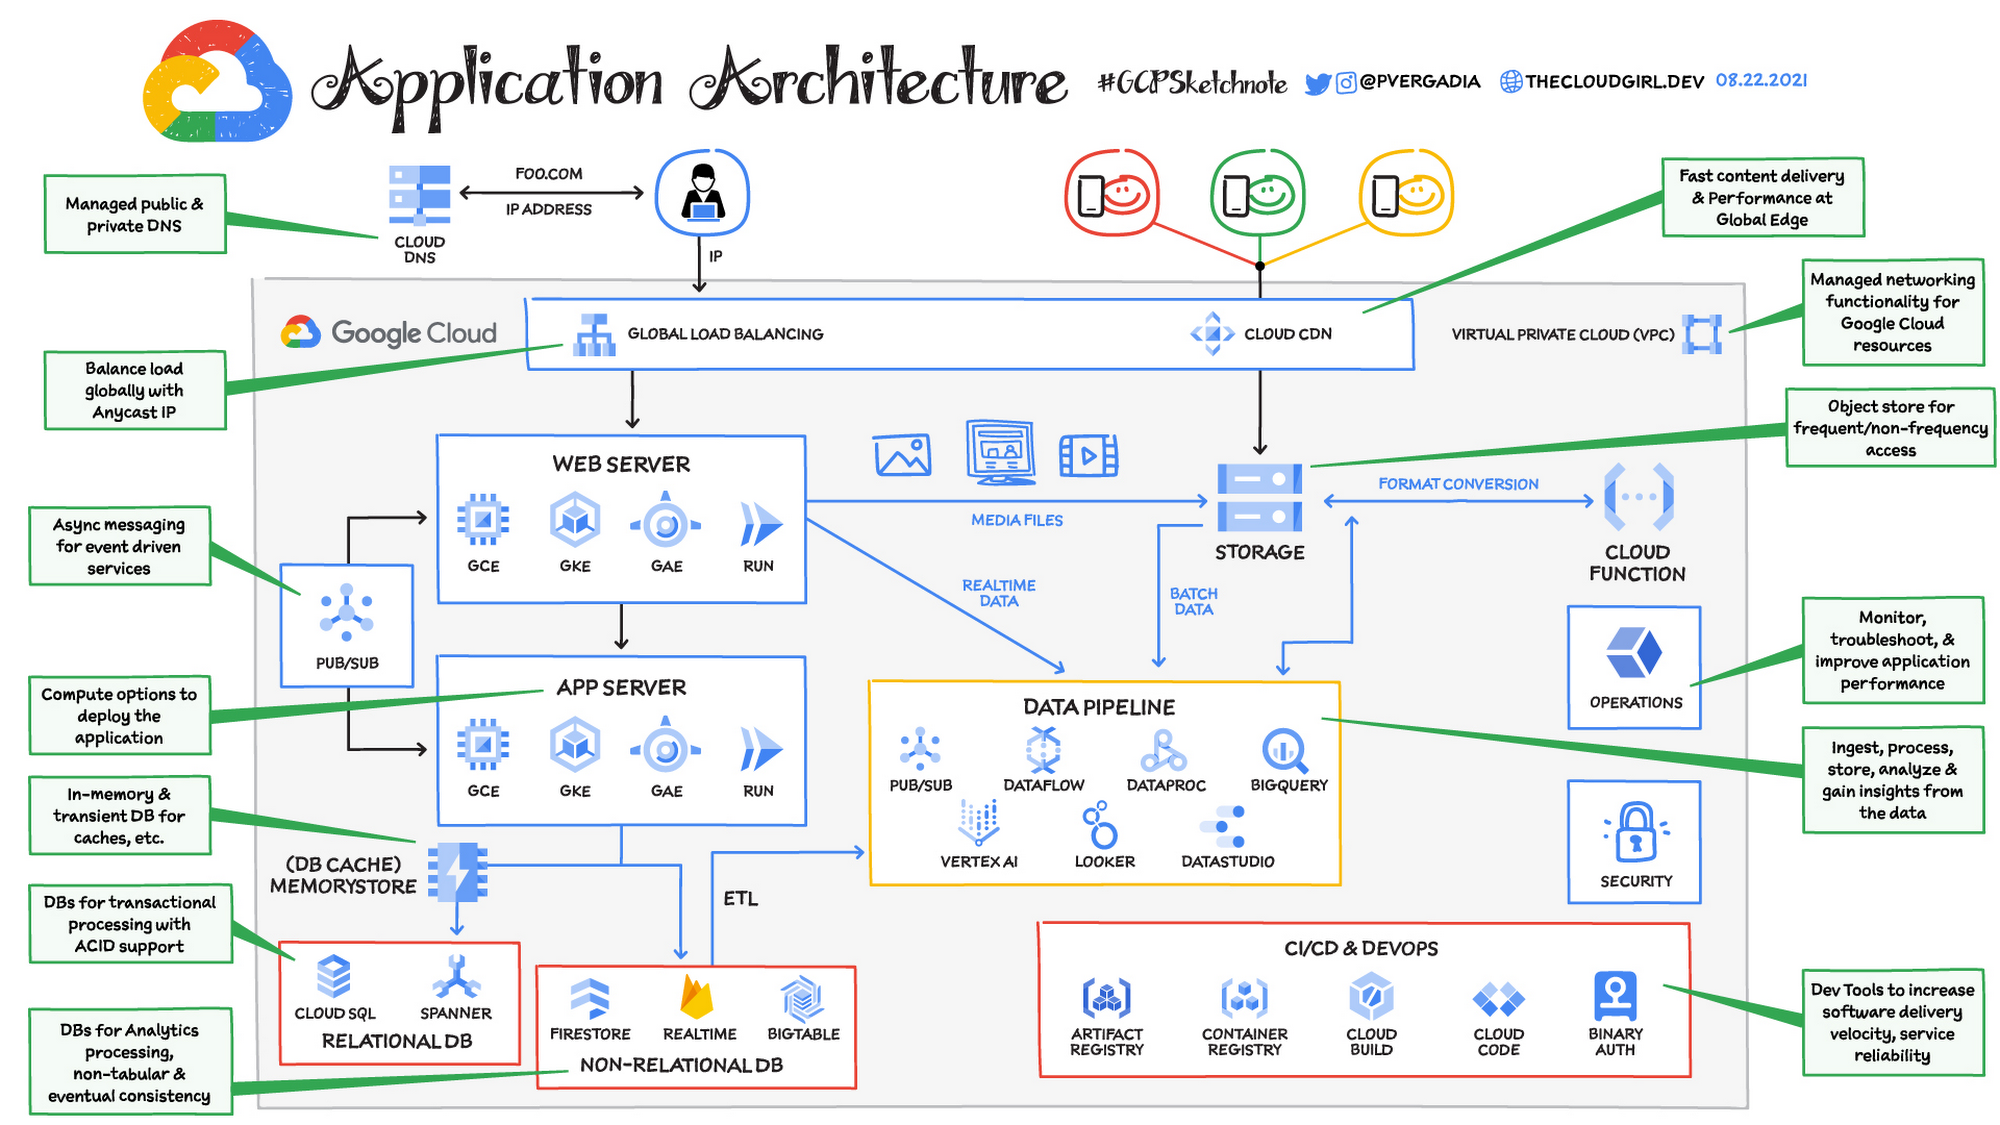 Application Architecture
#GCPSketchnote
@PVERGADIA
THECLOUDGIRL.DEV
08.22.2021
Managed public &
private DNS
CLOUD
DNS
FOO.COM
IP ADDRESS
IP
Fast content delivery
& Performance at
Global Edge
Managed networking
functionality for
Google Cloud
resources
Google Cloud
GLOBAL LOAD BALANCING
CLOUD CDN
VIRTUAL PRIVATE CLOUD (VPC)
Balance load
globally with
Anycast IP
Object store for
frequent/non-frequency
access
WEB SERVER
GCE
GKE
GAE
RUN
MEDIA FILES
STORAGE
FORMAT CONVERSION
CLOUD
FUNCTION
Async messaging
for event driven
services
PUB/SUB
REALTIME
DATA
BATCH
DATA
OPERATIONS
Monitor,
troubleshoot, &
improve application
performance
Compute options to
deploy the
application
APP SERVER
GCE
GKE
GAE
RUN
DATA PIPELINE
PUB/SUB
DATAFLOW
DATAPROC
BIGQUERY
VERTEX AI
LOOKER
DATASTUDIO
Ingest, process,
store, analyze &
gain insights from
the data
SECURITY
In-memory &
transient DB for
caches, etc.
(DB CACHE)
MEMORYSTORE
ETL
DBs for transactional
processing with
ACID support
CLOUD SQL
SPANNER
RELATIONAL DB
FIRESTORE
REALTIME
BIGTABLE
NON-RELATIONAL DB
DBs for Analytics
processing,
non-tabular &
eventual consistency
CI/CD & DEVOPS
ARTIFACT
REGISTRY
CONTAINER
REGISTRY
CLOUD
BUILD
CLOUD
CODE
BINARY
AUTH
Dev Tools to increase
software delivery
velocity, service
reliability